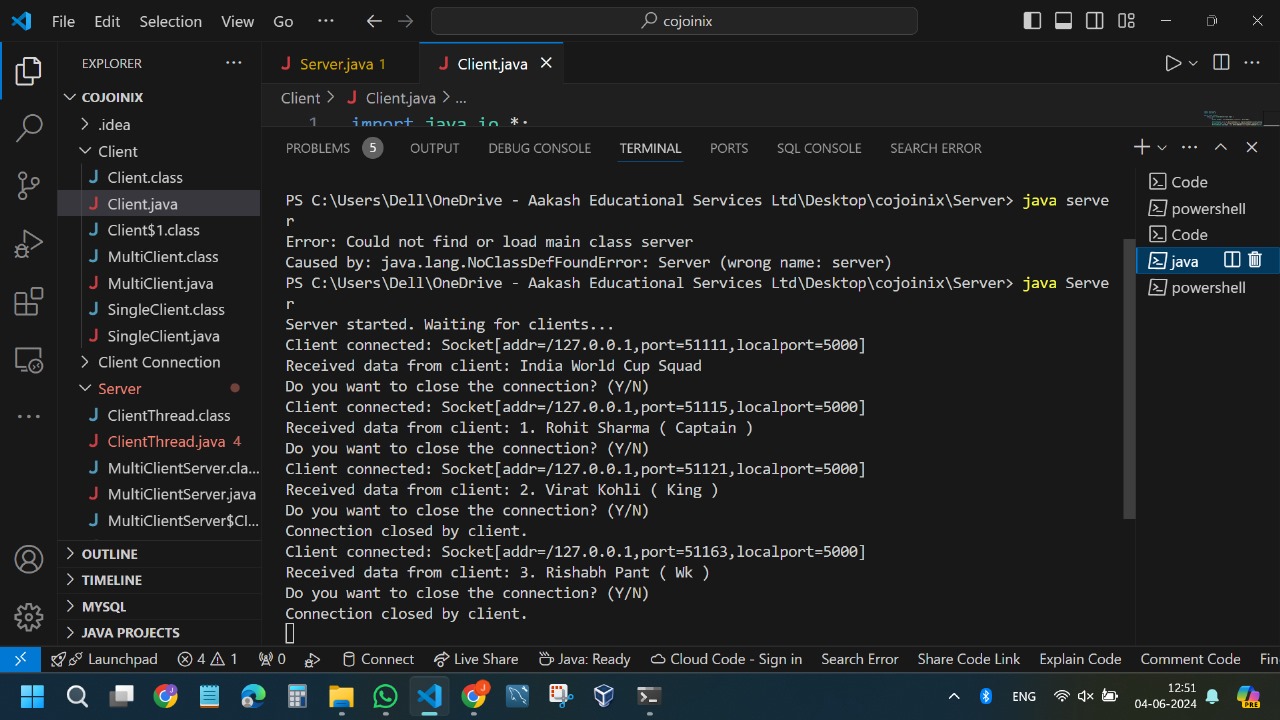 File Edit Selection View Go ... cojoinix
EXPLORER ...
Server.java 1 Client.java
COJOINIX
Client > Client.java > ...
.idea
1 import java.io.*;
Client
PROBLEMS 5 OUTPUT DEBUG CONSOLE TERMINAL PORTS SQL CONSOLE SEARCH ERROR
Client.class
Client.java
Client$1.class
MultiClient.class
MultiClient.java
SingleClient.class
SingleClient.java
Client Connection
Server
ClientThread.class
ClientThread.java 4
MultiClientServer.cla...
MultiClientServer.java
MultiClientServer$Cl...
OUTLINE
TIMELINE
MYSQL
JAVA PROJECTS
PS C:\Users\Dell\OneDrive - Aakash Educational Services Ltd\Desktop\cojoinix\Server> java serve
r
Error: Could not find or load main class server
Caused by: java.lang.NoClassDefFoundError: Server (wrong name: server)
PS C:\Users\Dell\OneDrive - Aakash Educational Services Ltd\Desktop\cojoinix\Server> java Serve
r
Server started. Waiting for clients...
Client connected: Socket[addr=/127.0.0.1,port=51111,localport=5000]
Received data from client: India World Cup Squad
Do you want to close the connection? (Y/N)
Client connected: Socket[addr=/127.0.0.1,port=51115,localport=5000]
Received data from client: 1. Rohit Sharma ( Captain )
Do you want to close the connection? (Y/N)
Client connected: Socket[addr=/127.0.0.1,port=51121,localport=5000]
Received data from client: 2. Virat Kohli ( King )
Do you want to close the connection? (Y/N)
Connection closed by client.
Client connected: Socket[addr=/127.0.0.1,port=51163,localport=5000]
Received data from client: 3. Rishabh Pant ( Wk )
Do you want to close the connection? (Y/N)
Connection closed by client.
Code
powershell
Code
java
powershell
Launchpad 4 1 0 Connect Live Share Java: Ready Cloud Code - Sign in Search Error Share Code Link Explain Code Comment Code Fin
ENG 12:51
04-06-2024
PRE